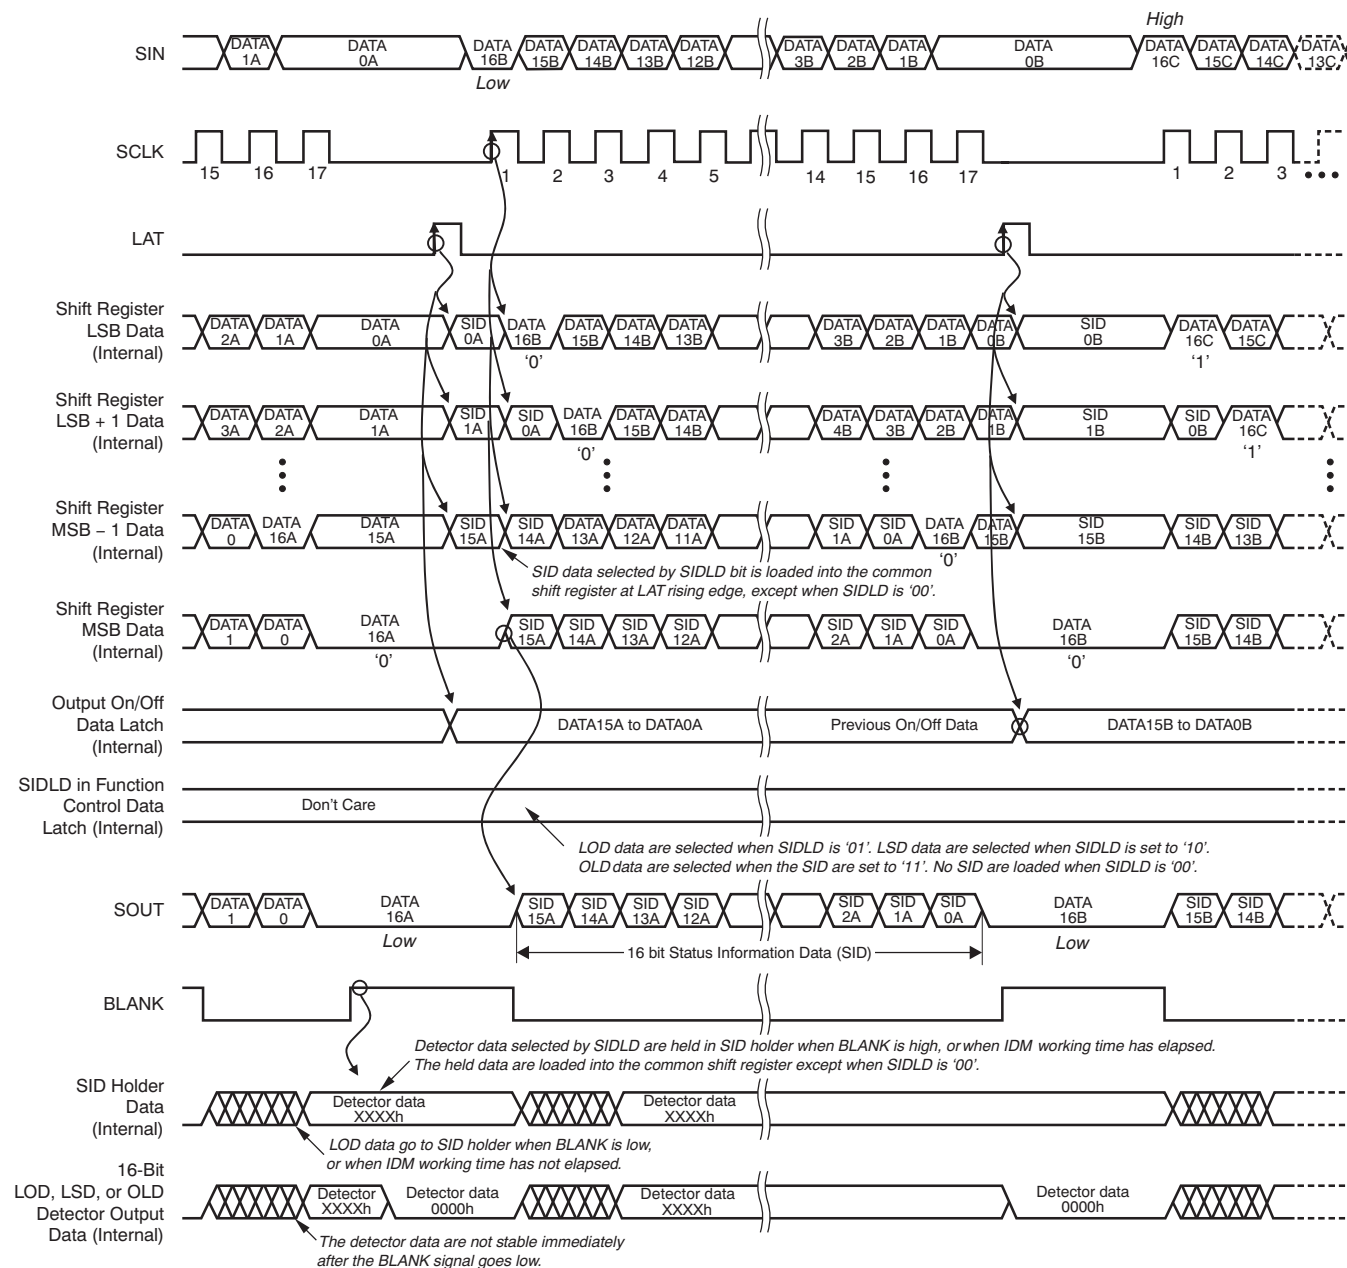 High
SIN
DATA 1A
DATA 0A
DATA 16B
DATA 15B
DATA 14B
DATA 13B
DATA 12B
DATA 3B
DATA 2B
DATA 1B
DATA 0B
DATA 16C
DATA 15C
DATA 14C
DATA 13C
Low
SCLK
15 16 17 1 2 3 4 5 14 15 16 17 1 2 3
LAT
Shift Register
LSB Data
(Internal)
DATA 2A
DATA 1A
DATA 0A
SID 0A
DATA 16B
DATA 15B
DATA 14B
DATA 13B
DATA 3B
DATA 2B
DATA 1B
DATA 0B
SID 0B
DATA 16C
DATA 15C
‘0’
‘1’
Shift Register
LSB + 1 Data
(Internal)
DATA 3A
DATA 2A
DATA 1A
SID 1A
SID 0A
DATA 16B
DATA 15B
DATA 14B
DATA 4B
DATA 3B
DATA 2B
DATA 1B
SID 1B
SID 0B
DATA 16C
‘0’
‘1’
Shift Register
MSB – 1 Data
(Internal)
DATA 0
DATA 16A
DATA 15A
SID 15A
SID 14A
DATA 13A
DATA 12A
DATA 11A
SID 1A
SID 0A
DATA 16B
DATA 15B
SID 15B
SID 14B
SID 13B
‘0’
SID data selected by SIDLD bit is loaded into the common
shift register at LAT rising edge, except when SIDLD is ‘00’.
Shift Register
MSB Data
(Internal)
DATA 1
DATA 0
DATA 16A
SID 15A
SID 14A
SID 13A
SID 12A
SID 2A
SID 1A
SID 0A
DATA 16B
SID 15B
SID 14B
‘0’
‘0’
Output On/Off
Data Latch
(Internal)
DATA15A to DATA0A
Previous On/Off Data
DATA15B to DATA0B
SIDLD in Function
Control Data
Latch (Internal)
Don’t Care
LOD data are selected when SIDLD is ‘01’. LSD data are selected when SIDLD is set to ‘10’.
OLD data are selected when the SID are set to ‘11’. No SID are loaded when SIDLD is ‘00’.
SOUT
DATA 1
DATA 0
DATA 16A
SID 15A
SID 14A
SID 13A
SID 12A
SID 2A
SID 1A
SID 0A
DATA 16B
SID 15B
SID 14B
Low
Low
16 bit Status Information Data (SID)
BLANK
Detector data selected by SIDLD are held in SID holder when BLANK is high, or when IDM working time has elapsed.
The held data are loaded into the common shift register except when SIDLD is ‘00’.
SID Holder
Data
(Internal)
Detector data
XXXXh
Detector data
XXXXh
LOD data go to SID holder when BLANK is low,
or when IDM working time has not elapsed.
16-Bit
LOD, LSD, or OLD
Detector Output
Data (Internal)
Detector
XXXXh
Detector data
0000h
Detector data
XXXXh
Detector data
0000h
The detector data are not stable immediately
after the BLANK signal goes low.